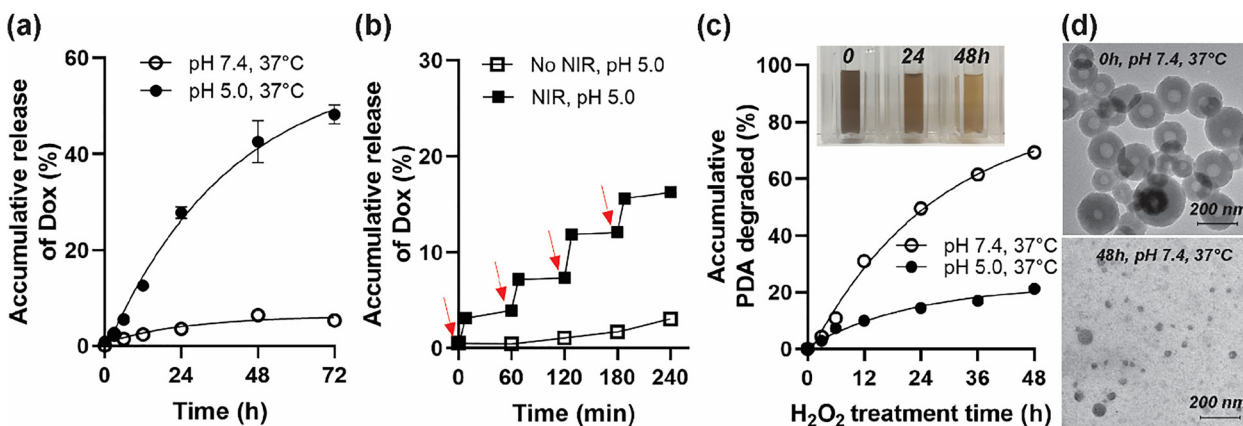 (a)
Accumulative release
of Dox (%)
60
40
20
0
pH 7.4, 37°C
pH 5.0, 37°C
0 24 48 72
Time (h)
(b)
Accumulative release
of Dox (%)
30
20
10
0
No NIR, pH 5.0
NIR, pH 5.0
0 60 120 180 240
Time (min)
(c)
Accumulative
PDA degraded (%)
100
80
60
40
20
0
0 24 48h
pH 7.4, 37°C
pH 5.0, 37°C
0 12 24 36 48
H₂O₂ treatment time (h)
(d)
0h, pH 7.4, 37°C
200 nm
48h, pH 7.4, 37°C
200 nm